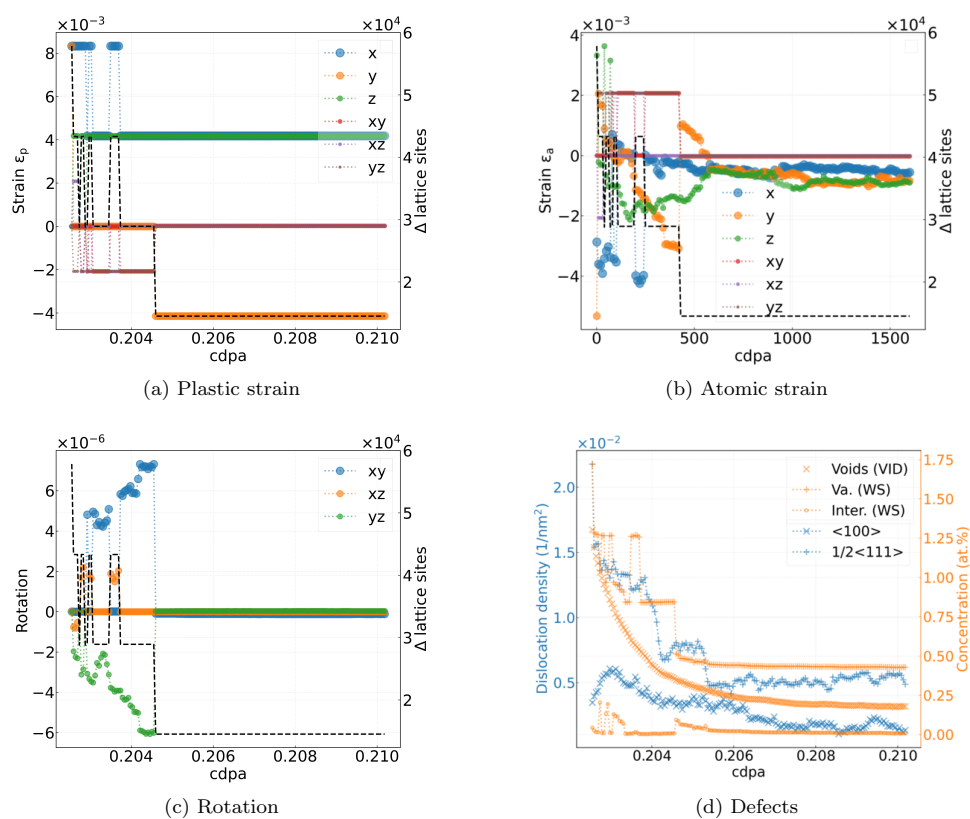 ×10⁻³
×10⁴
8
6
4
2
0
−2
−4
Strain εₚ
x
y
z
xy
xz
yz
6
5
4
3
2
Δ lattice sites
0.204
0.206
0.208
0.210
cdpa
(a) Plastic strain
×10⁻³
×10⁴
4
2
0
−2
−4
Strain εₐ
x
y
z
xy
xz
yz
6
5
4
3
2
Δ lattice sites
0
500
1000
1500
cdpa
(b) Atomic strain
×10⁻⁶
×10⁴
6
4
2
0
−2
−4
−6
Rotation
xy
xz
yz
6
5
4
3
2
Δ lattice sites
0.204
0.206
0.208
0.210
cdpa
(c) Rotation
×10⁻²
2.0
1.5
1.0
0.5
Dislocation density (1/nm²)
Voids (VID)
Va. (WS)
Inter. (WS)
<100>
1/2<111>
1.75
1.50
1.25
1.00
0.75
0.50
0.25
0.00
Concentration (at.%)
0.204
0.206
0.208
0.210
cdpa
(d) Defects